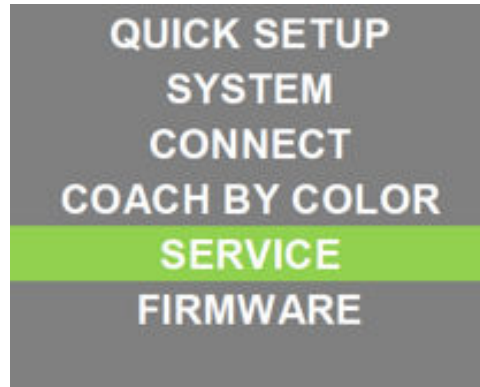 QUICK SETUP
SYSTEM
CONNECT
COACH BY COLOR
SERVICE
FIRMWARE